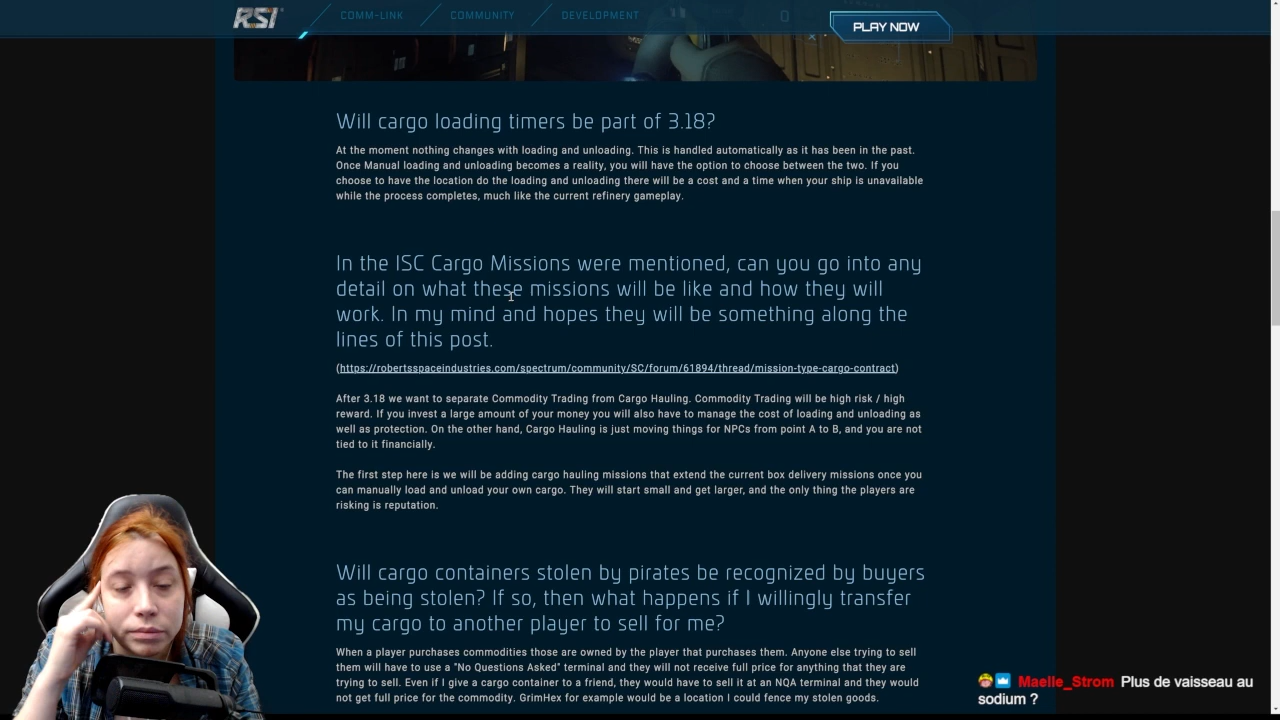 RSI
COMM-LINK
COMMUNITY
DEVELOPMENT
0
PLAY NOW
Will cargo loading timers be part of 3.18?
At the moment nothing changes with loading and unloading. This is handled automatically as it has been in the past.
Once Manual loading and unloading becomes a reality, you will have the option to choose between the two. If you
choose to have the location do the loading and unloading there will be a cost and a time when your ship is unavailable
while the process completes, much like the current refinery gameplay.
In the ISC Cargo Missions were mentioned, can you go into any
detail on what these missions will be like and how they will
work. In my mind and hopes they will be something along the
lines of this post.
(https://robertsspaceindustries.com/spectrum/community/SC/forum/61894/thread/mission-type-cargo-contract)
After 3.18 we want to separate Commodity Trading from Cargo Hauling. Commodity Trading will be high risk / high
reward. If you invest a large amount of your money you will also have to manage the cost of loading and unloading as
well as protection. On the other hand, Cargo Hauling is just moving things for NPCs from point A to B, and you are not
tied to it financially.
The first step here is we will be adding cargo hauling missions that extend the current box delivery missions once you
can manually load and unload your own cargo. They will start small and get larger, and the only thing the players are
risking is reputation.
Will cargo containers stolen by pirates be recognized by buyers
as being stolen? If so, then what happens if I willingly transfer
my cargo to another player to sell for me?
When a player purchases commodities those are owned by the player that purchases them. Anyone else trying to sell
them will have to use a "No Questions Asked" terminal and they will not receive full price for anything that they are
trying to sell. Even if I give a cargo container to a friend, they would have to sell it at an NQA terminal and they would
not get full price for the commodity. GrimHex for example would be a location I could fence my stolen goods.
Maelle_Strom Plus de vaisseau au
sodium ?